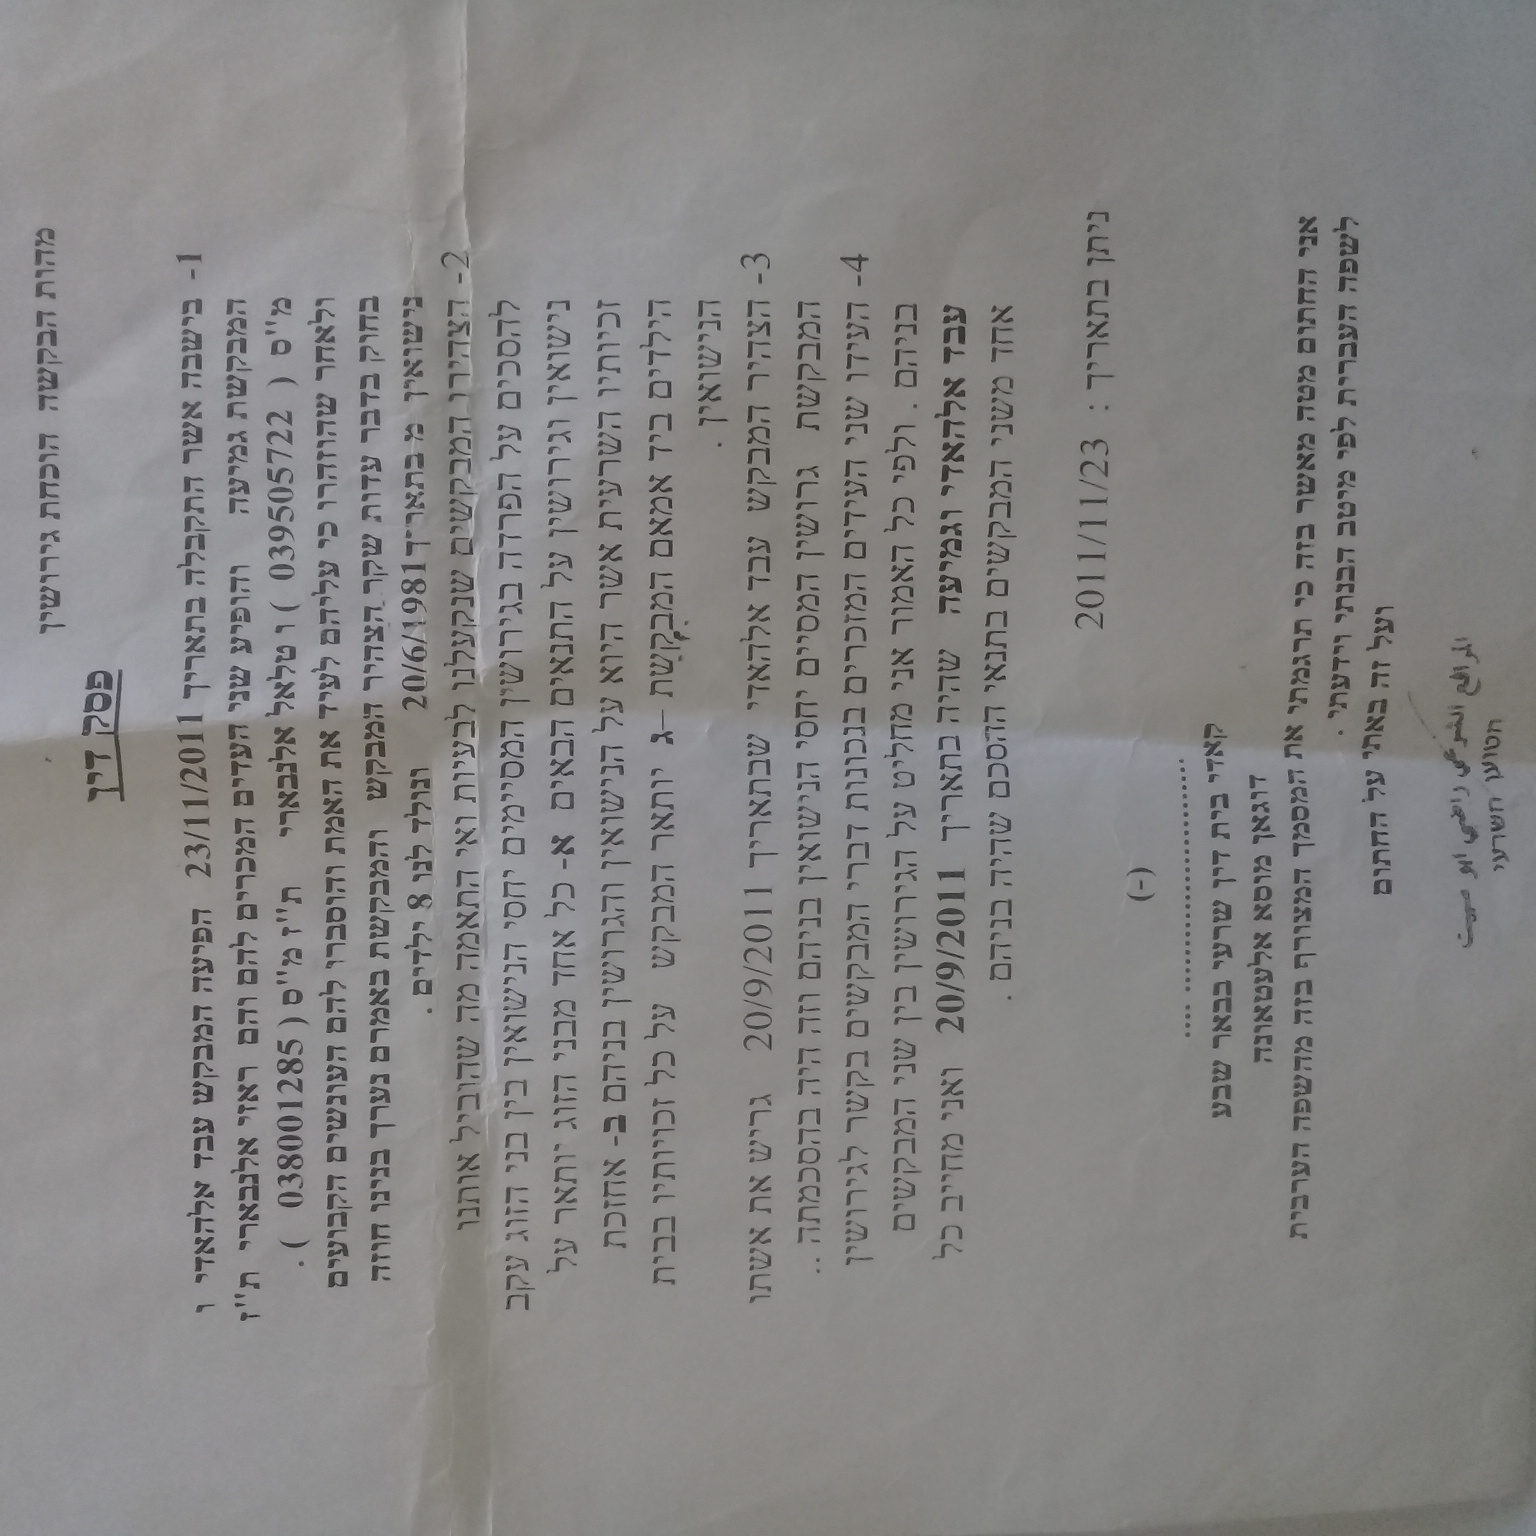 מהות הבקשה הוכחת גירושין
פסק דין
1- בישבה אשר התקבלה בתאריך 23/11/2011 הפיעה המבקש עבד אלהאדי ו
המבקשת גמיעה והופיע שני העדים המכרים להם והם ראזי אלנבארי ת"ז
מ"ס ( 039505722 ) ו טלאל אלנבארי ת"ז מ"ס ( 038001285 ) .
ולאחר שהוזהרו כי עליהם לעיד את האמת והוסברו להם העונשים הקבועים
בחוק בדבר עדות שקר הצהיר המבקש והמבקשת באמרם נערך בנינו חוזה
נישואין מ בתאריך 20/6/1981 ונולד לנו 8 ילדים .
2- הצהירו המבקשים שנקעלנו לבעיות ואי התאמה מה שהוביל אותנו
להסכים על הפרדה בגירושין המסיימים יחסי הנישואין בין בני הזוג עקב
נישואין וגירושין על התנאים הבאים א- כל אחד מבני הזוג יותאר על
זכיותיו השרעית אשר היוא על הנישואין והגרושין בניהם ב- אחזכת
הילדים ביד אמאם המבקשת –ג יותאר המבקש על כל זכויותיו בבית
הנישואין .
3- הצהיר המבקש עבד אלהאדי שבתאריך 20/9/2011 גריש את אשתו
המבקשת גרושין המסיים יחסי הנישואין בניהם וזה היה בהסכמתה ..
4- העידו שני העידים המזכרים בנכונות דברי המבקשים בקשר לגירושין
בניהם . ולפי כל האמור אני מחליט על הגירושין בין שני המבקשים
עבד אלהאדי וגמיעה שהיה בתאריך 20/9/2011 ואני מחייב כל
אחד משני המבקשים בתנאי ההסכם שהיה בניהם .
ניתן בתאריך : 2011/11/23
(-)
.......................... ....
קאדי בית דין שרעי בבאר שבע
דוגאן מוסא אלעטאונה
אני החתום מטה מאשר בזה כי תרגמתי את המסמך המצורף בזה מהשפה הערבית
לשפה העברית לפי מיטב הבנתי וידעתי .
ועל זה באתי על החתום
المرافع الشرعي راضي ابو
הטוען השרעי